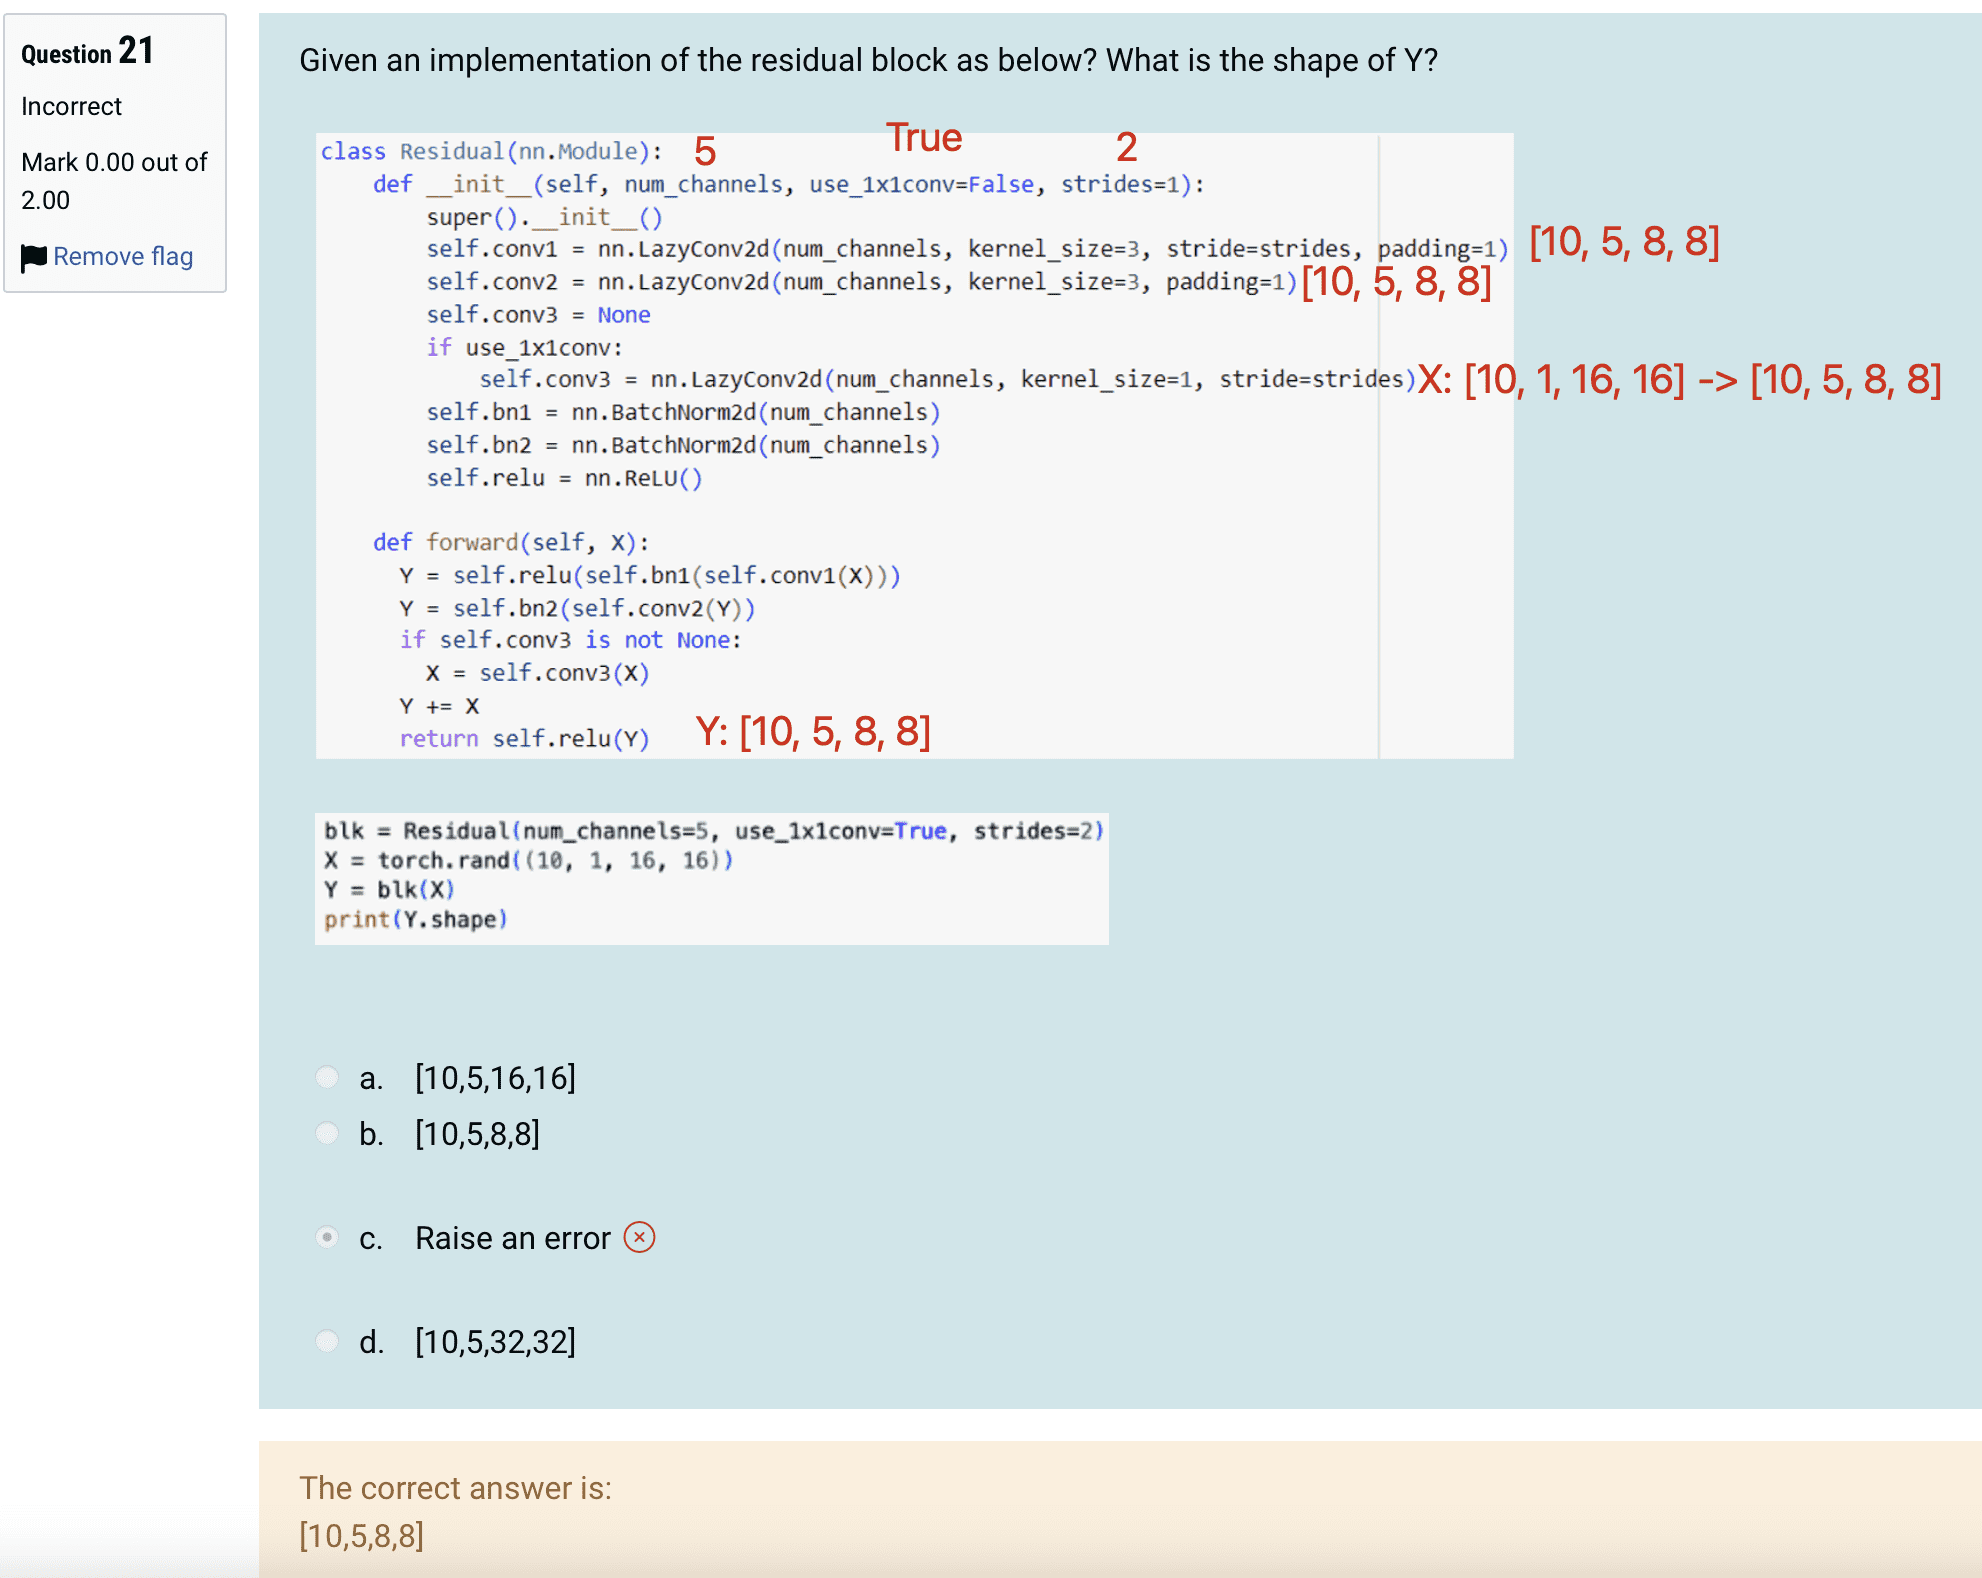 Question 21
Incorrect
Mark 0.00 out of
2.00
Remove flag
Given an implementation of the residual block as below? What is the shape of Y?
5 True 2
class Residual(nn.Module):
def __init__(self, num_channels, use_1x1conv=False, strides=1):
super().__init__()
self.conv1 = nn.LazyConv2d(num_channels, kernel_size=3, stride=strides, padding=1) [10, 5, 8, 8]
self.conv2 = nn.LazyConv2d(num_channels, kernel_size=3, padding=1) [10, 5, 8, 8]
self.conv3 = None
if use_1x1conv:
self.conv3 = nn.LazyConv2d(num_channels, kernel_size=1, stride=strides) X: [10, 1, 16, 16] -> [10, 5, 8, 8]
self.bn1 = nn.BatchNorm2d(num_channels)
self.bn2 = nn.BatchNorm2d(num_channels)
self.relu = nn.ReLU()
def forward(self, X):
Y = self.relu(self.bn1(self.conv1(X)))
Y = self.bn2(self.conv2(Y))
if self.conv3 is not None:
X = self.conv3(X)
Y += X
return self.relu(Y) Y: [10, 5, 8, 8]
blk = Residual(num_channels=5, use_1x1conv=True, strides=2)
X = torch.rand((10, 1, 16, 16))
Y = blk(X)
print(Y.shape)
a. [10,5,16,16]
b. [10,5,8,8]
c. Raise an error
d. [10,5,32,32]
The correct answer is:
[10,5,8,8]